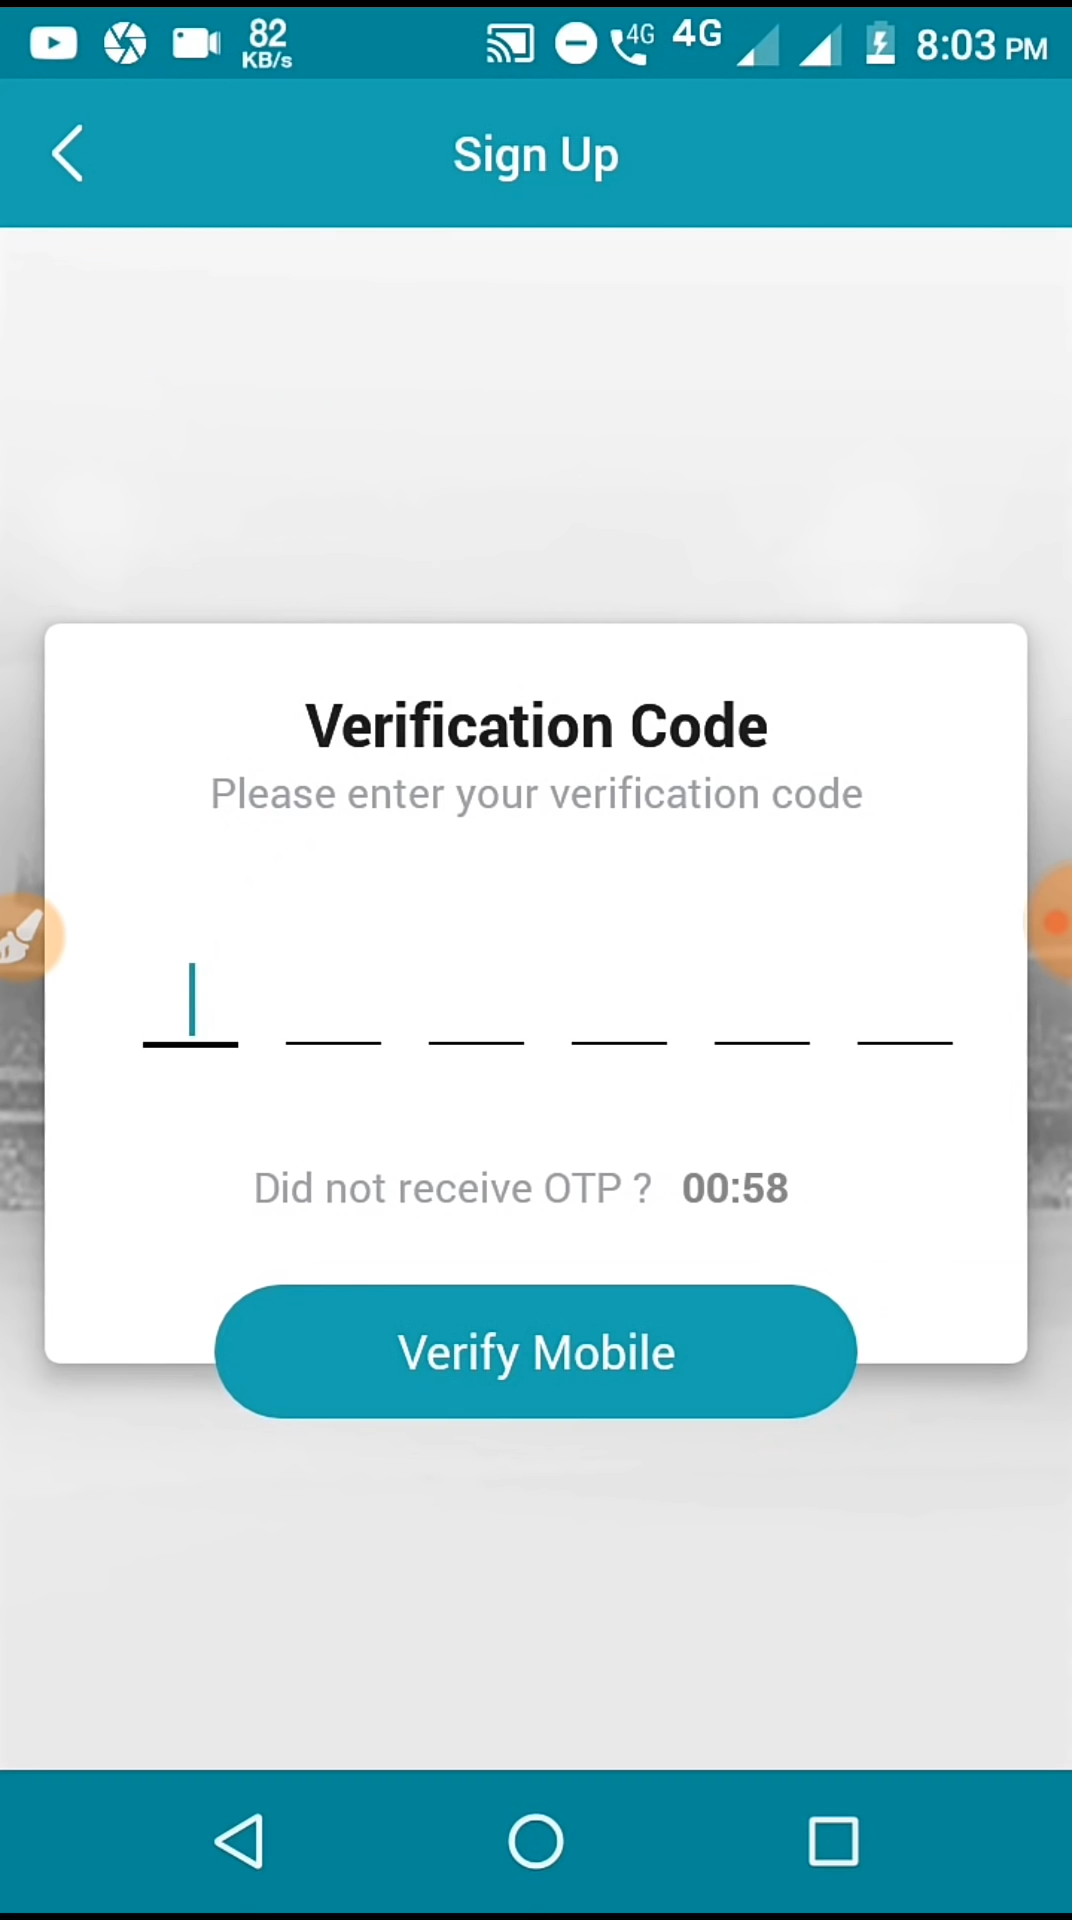 82
KB/s
4G
4G
8:03 PM
Sign Up
Verification Code
Please enter your verification code
Did not receive OTP ? 00:58
Verify Mobile